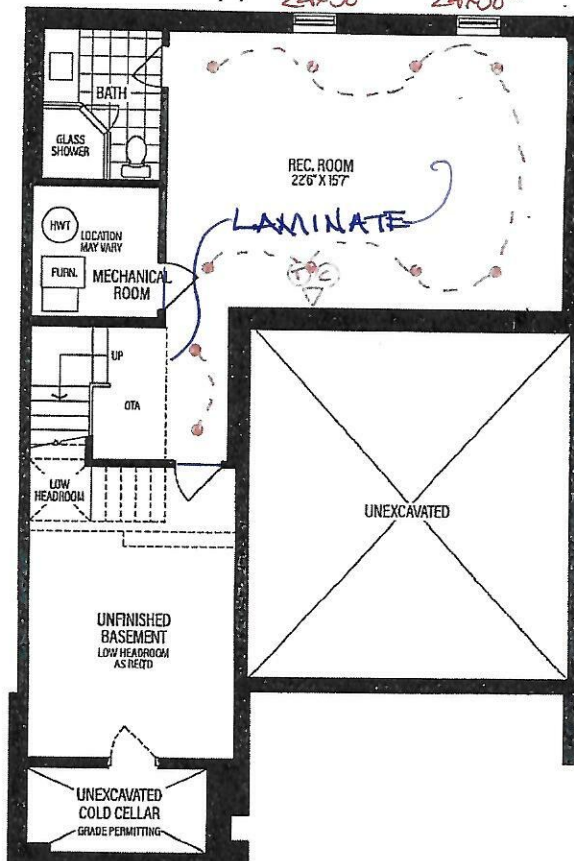 BATH
GLASS
SHOWER
REC. ROOM
22'6" X 15'7"
LAMINATE
HWT
LOCATION
MAY VARY
FURN.
MECHANICAL
ROOM
UP
OTA
LOW
HEADROOM
UNEXCAVATED
UNFINISHED
BASEMENT
LOW HEADROOM
AS REQ'D
UNEXCAVATED
COLD CELLAR
GRADE PERMITTING